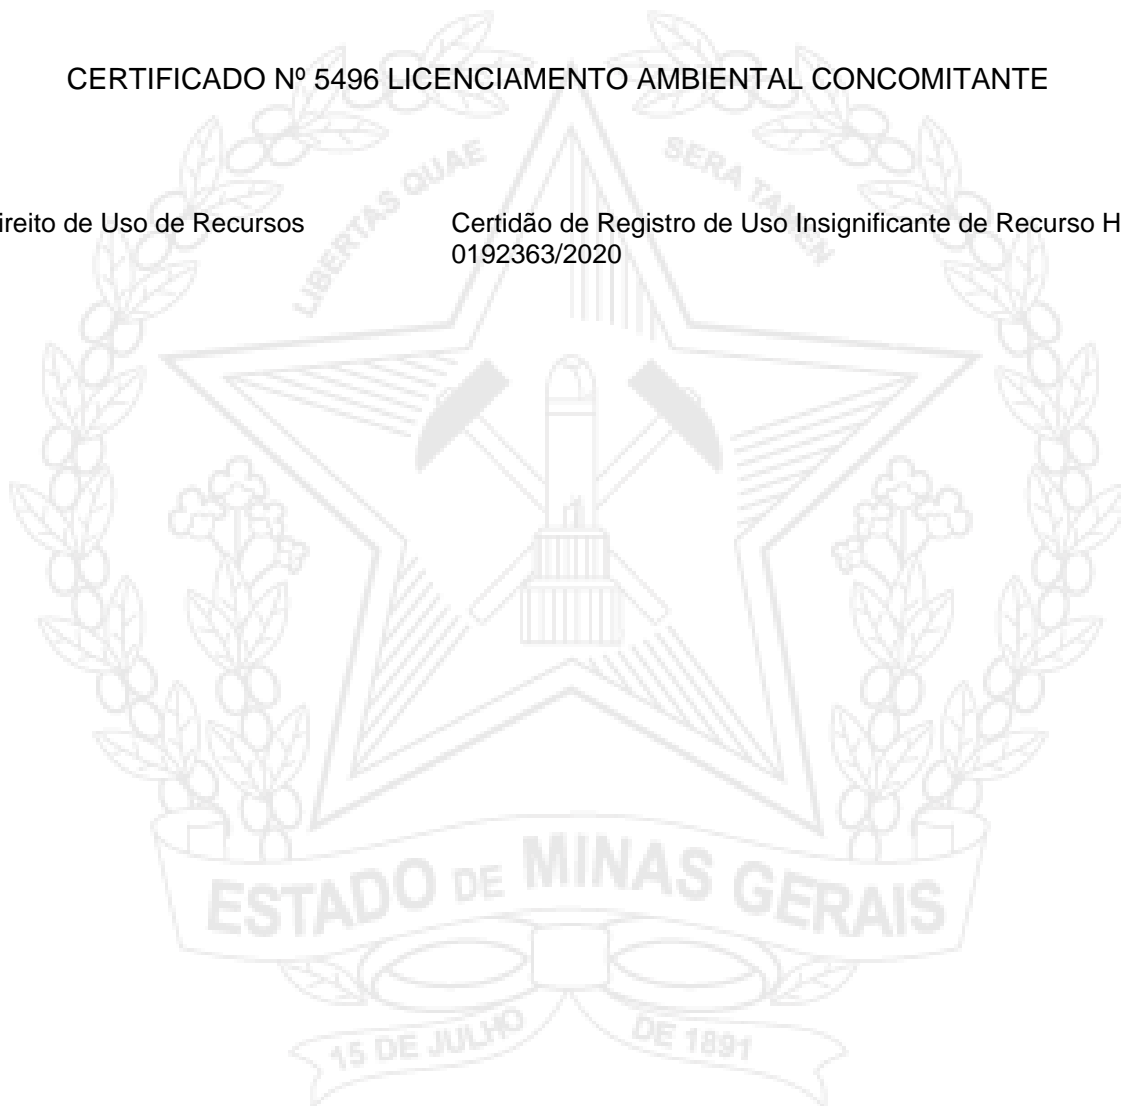 CERTIFICADO Nº 5496 LICENCIAMENTO AMBIENTAL CONCOMITANTE
LIBERTAS QUAE SERA TAMEN
ireito de Uso de Recursos
Certidão de Registro de Uso Insignificante de Recurso H
0192363/2020
ESTADO DE MINAS GERAIS
15 DE JULHO DE 1891